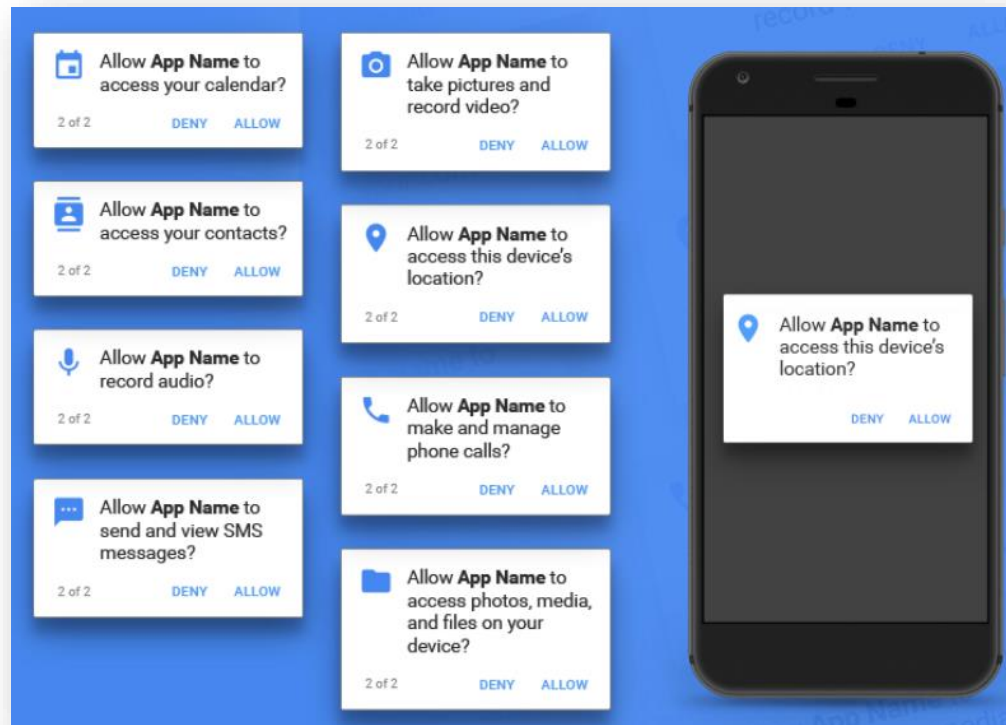 Allow App Name to
access your calendar?
2 of 2 DENY ALLOW
Allow App Name to
access your contacts?
2 of 2 DENY ALLOW
Allow App Name to
record audio?
2 of 2 DENY ALLOW
Allow App Name to
send and view SMS
messages?
2 of 2 DENY ALLOW
Allow App Name to
take pictures and
record video?
2 of 2 DENY ALLOW
Allow App Name to
access this device's
location?
2 of 2 DENY ALLOW
Allow App Name to
make and manage
phone calls?
2 of 2 DENY ALLOW
Allow App Name to
access photos, media,
and files on your
device?
2 of 2 DENY ALLOW
Allow App Name to
access this device's
location?
DENY ALLOW